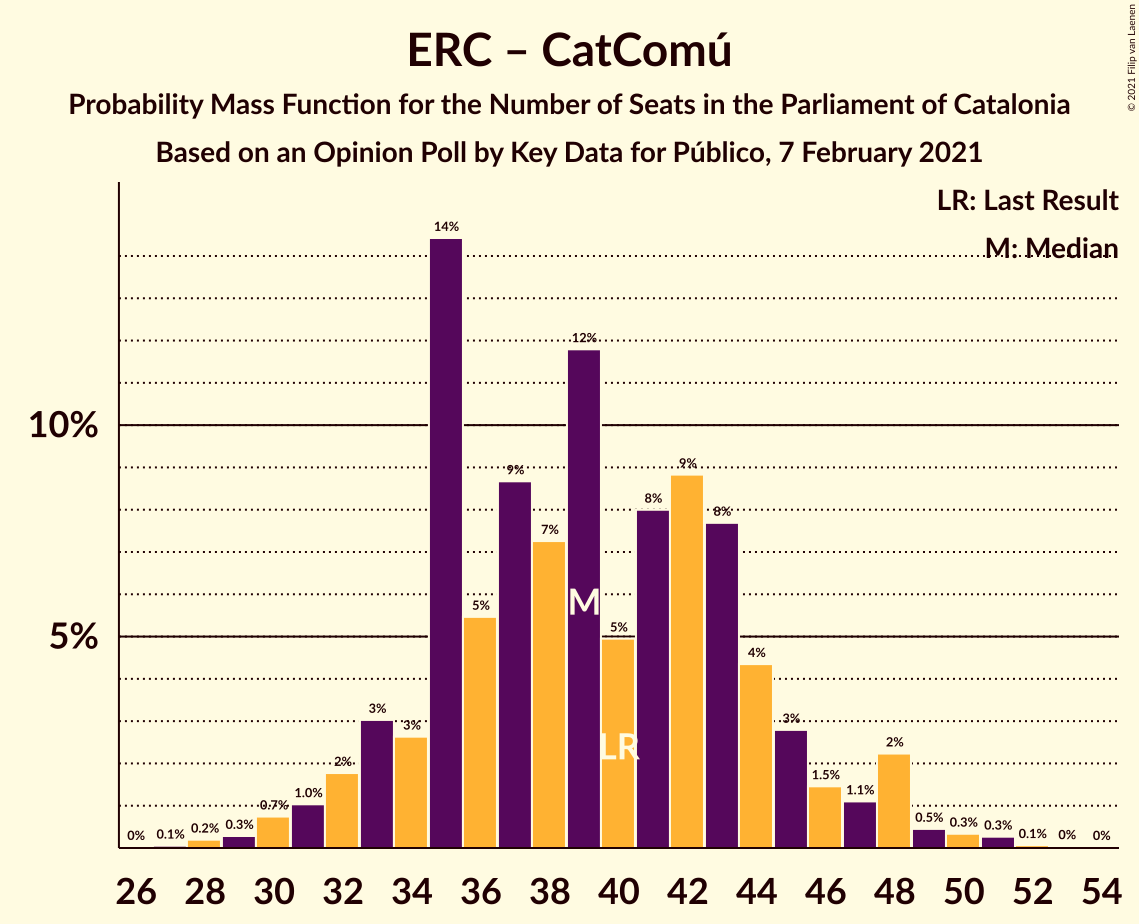 ERC – CatComú
Probability Mass Function for the Number of Seats in the Parliament of Catalonia
Based on an Opinion Poll by Key Data for Público, 7 February 2021
© 2021 Filip van Laenen
LR: Last Result
M: Median
10%
5%
0% 0.1% 0.2% 0.3% 0.7% 1.0% 2% 3% 3% 14% 5% 9% 7% 12% 5% 8% 9% 8% 4% 3% 1.5% 1.1% 2% 0.5% 0.3% 0.3% 0.1% 0% 0%
M
LR
26 28 30 32 34 36 38 40 42 44 46 48 50 52 54